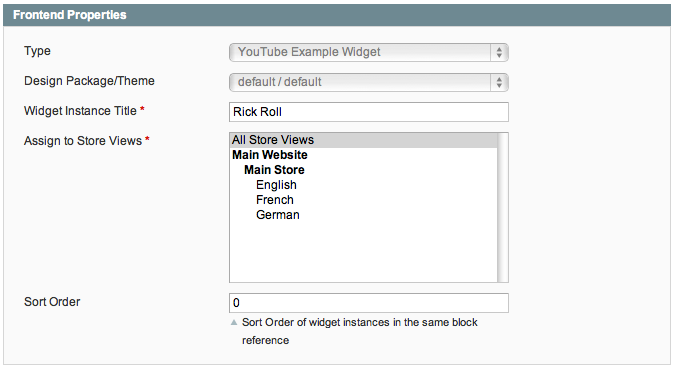 Frontend Properties
Type
YouTube Example Widget
Design Package/Theme
default / default
Widget Instance Title *
Rick Roll
Assign to Store Views *
All Store Views
Main Website
Main Store
English
French
German
Sort Order
0
Sort Order of widget instances in the same block
reference